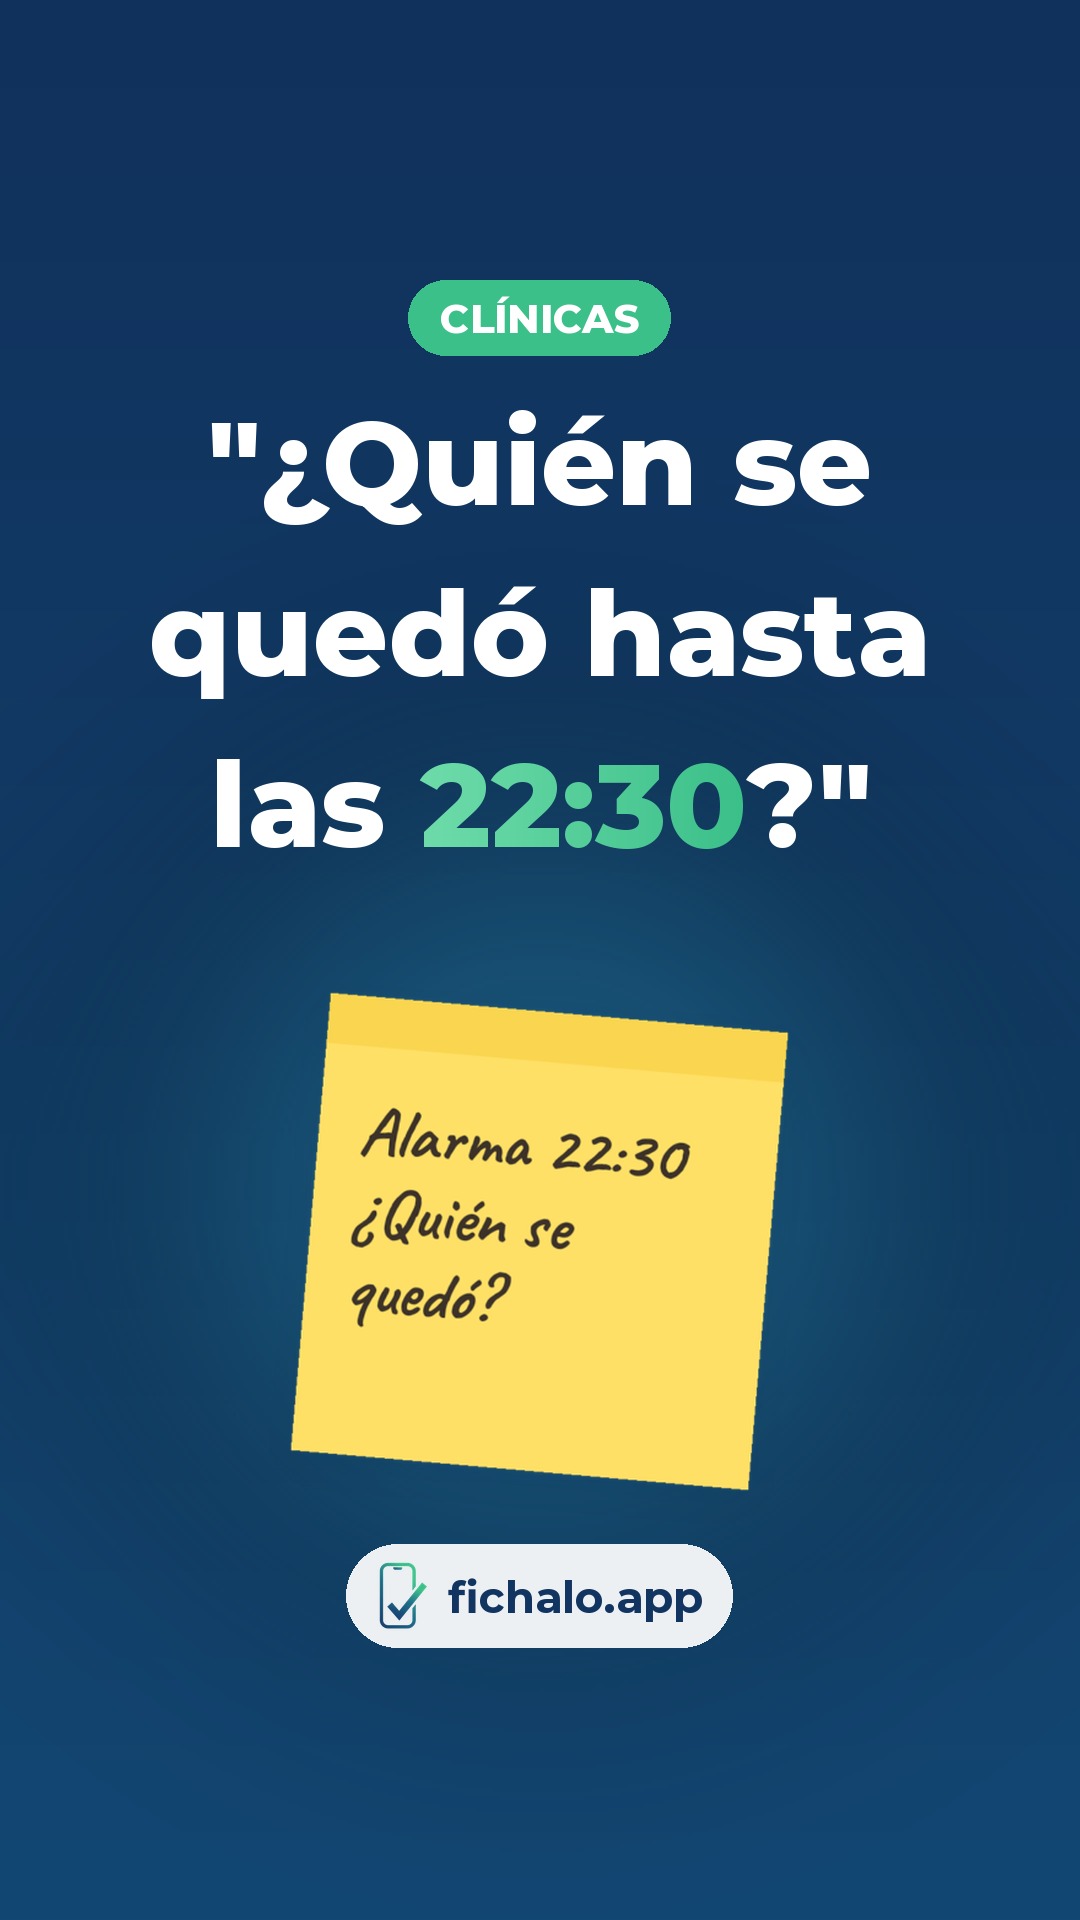 CLÍNICAS
"¿Quién se
quedó hasta
las 22:30?"
Alarma 22:30
¿Quién se
quedó?
fichalo.app